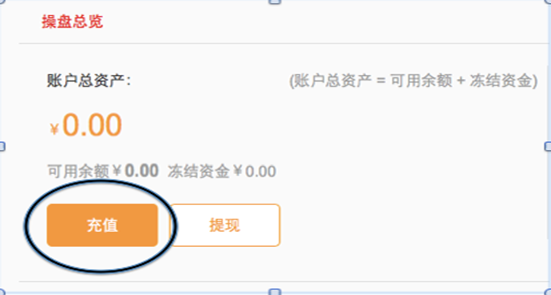 操盘总览
账户总资产： (账户总资产 = 可用余额 + 冻结资金)
￥0.00
可用余额￥0.00 冻结资金￥0.00
充值 提现